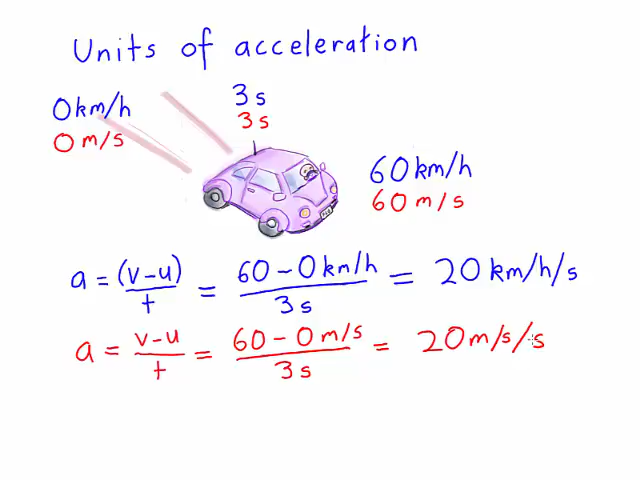 Units of acceleration
0km/h
0 m/s
3 s
3 s
60 km/h
60 m/s
a = (v-u)/t = 60 - 0 km/h / 3 s = 20 km/h/s
a = v-u/t = 60 - 0 m/s / 3 s = 20 m/s/s